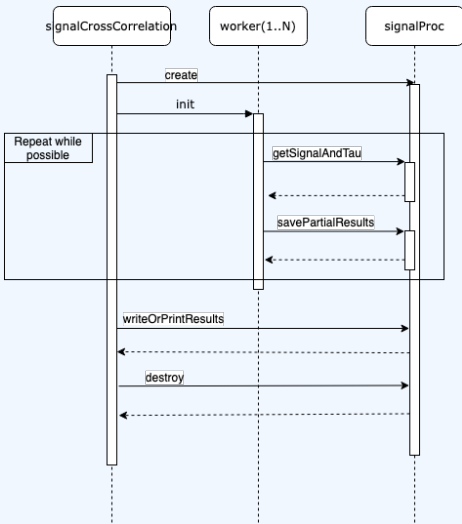 signalCrossCorrelation
worker(1..N)
signalProc
create
init
Repeat while
possible
getSignalAndTau
savePartialResults
writeOrPrintResults
destroy